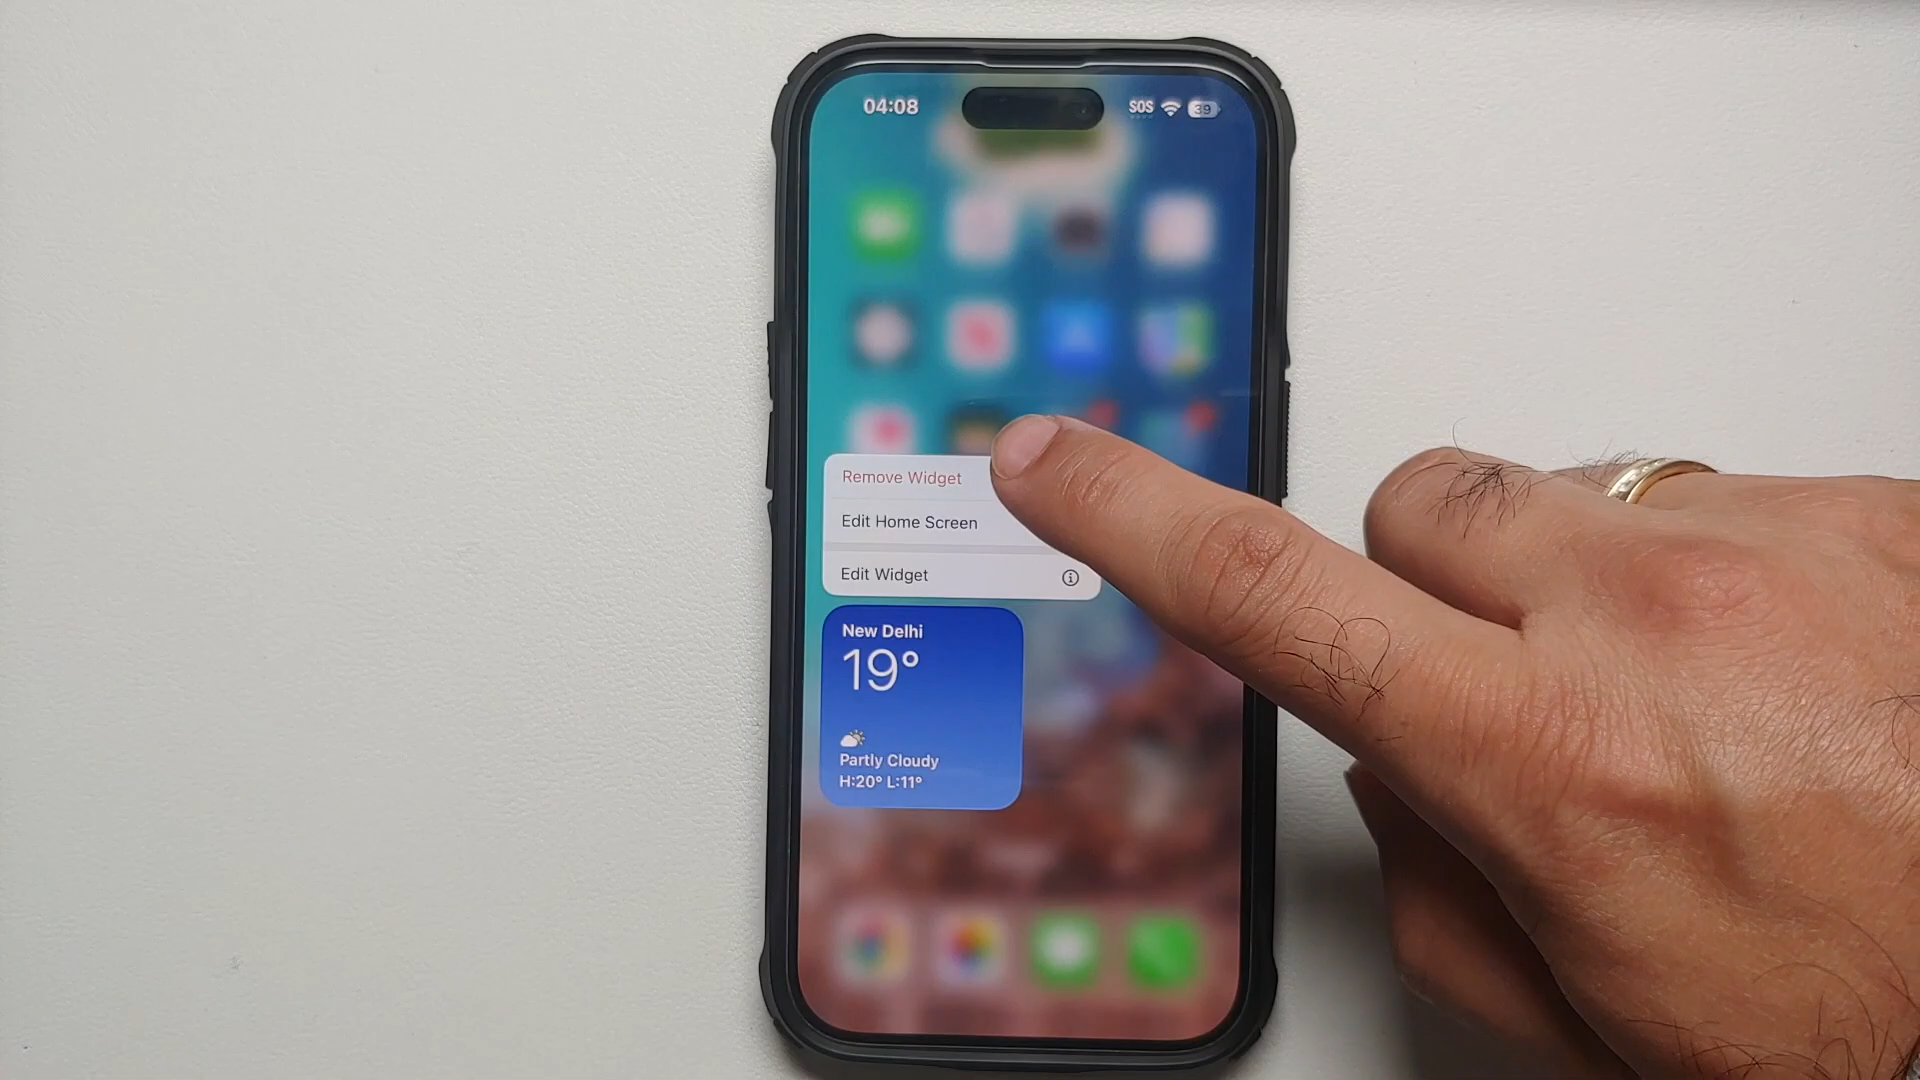 04:08
SOS
39
Remove Widget
Edit Home Screen
Edit Widget
New Delhi
19°
Partly Cloudy
H:20° L:11°